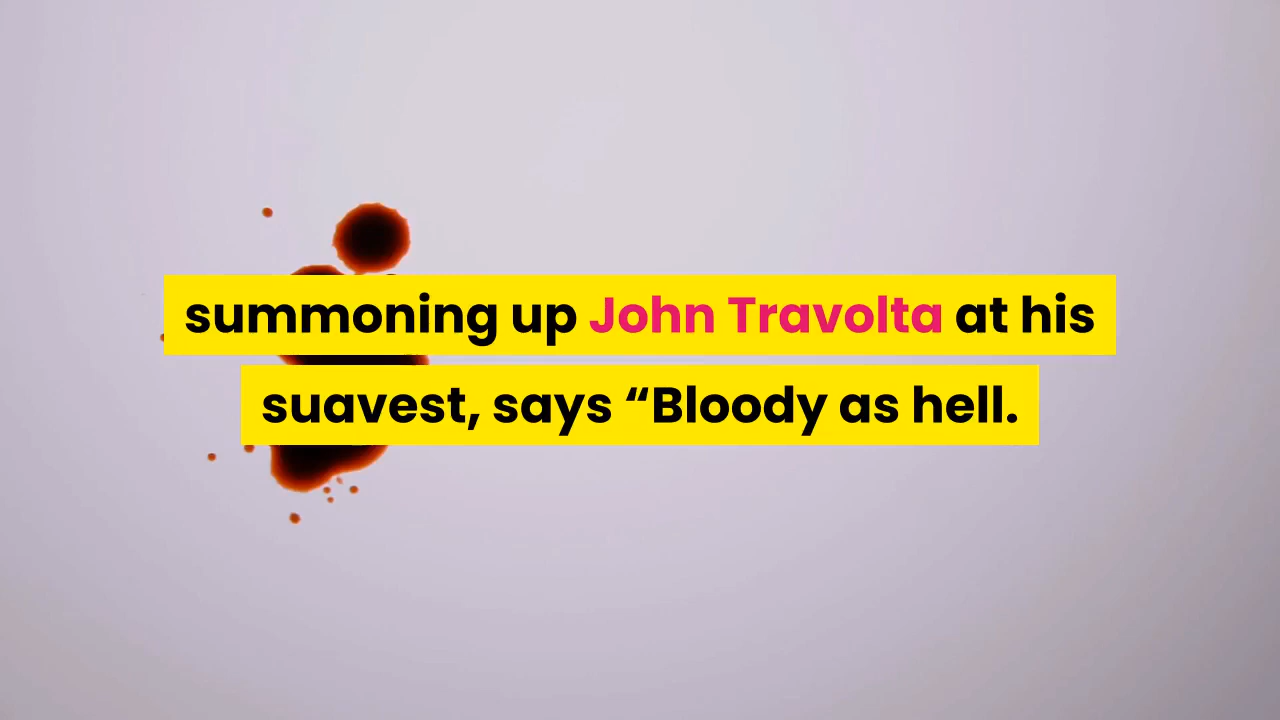 summoning up John Travolta at his
suavest, says “Bloody as hell.